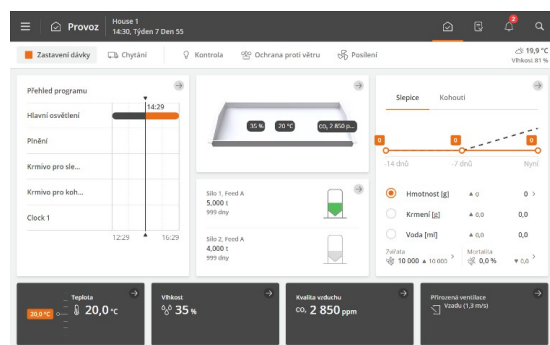 Provoz
House 1
14:30, Týden 7 Den 55
2
Zastavení dávky
Chytání
Kontrola
Ochrana proti větru
Posílení
19,9 °C
Vlhkost: 81 %
Přehled programu
14:29
Hlavní osvětlení
Plnění
Krmivo pro sle...
Krmivo pro koh...
Clock 1
12:29
16:29
35 %
20 °C
CO₂ 2 850 p...
Silo 1, Feed A
5,000 t
999 dny
Silo 2, Feed A
4,000 t
999 dny
Slepice
Kohouti
0
0
0
-14 dnů
-7 dnů
Nyní
Hmotnost [g]
▲ 0
0 >
Krmení [g]
▲ 0,0
0,0
Voda [ml]
▲ 0,0
0,0
Zvířata
10 000 ▲ 10 000 >
Mortalita
0,0 %
▼ 0,0 >
Teplota
20,0 °C
20,0 °C
Vlhkost
35 %
Kvalita vzduchu
CO₂ 2 850 ppm
Přirozená ventilace
Vzadu (1,3 m/s)